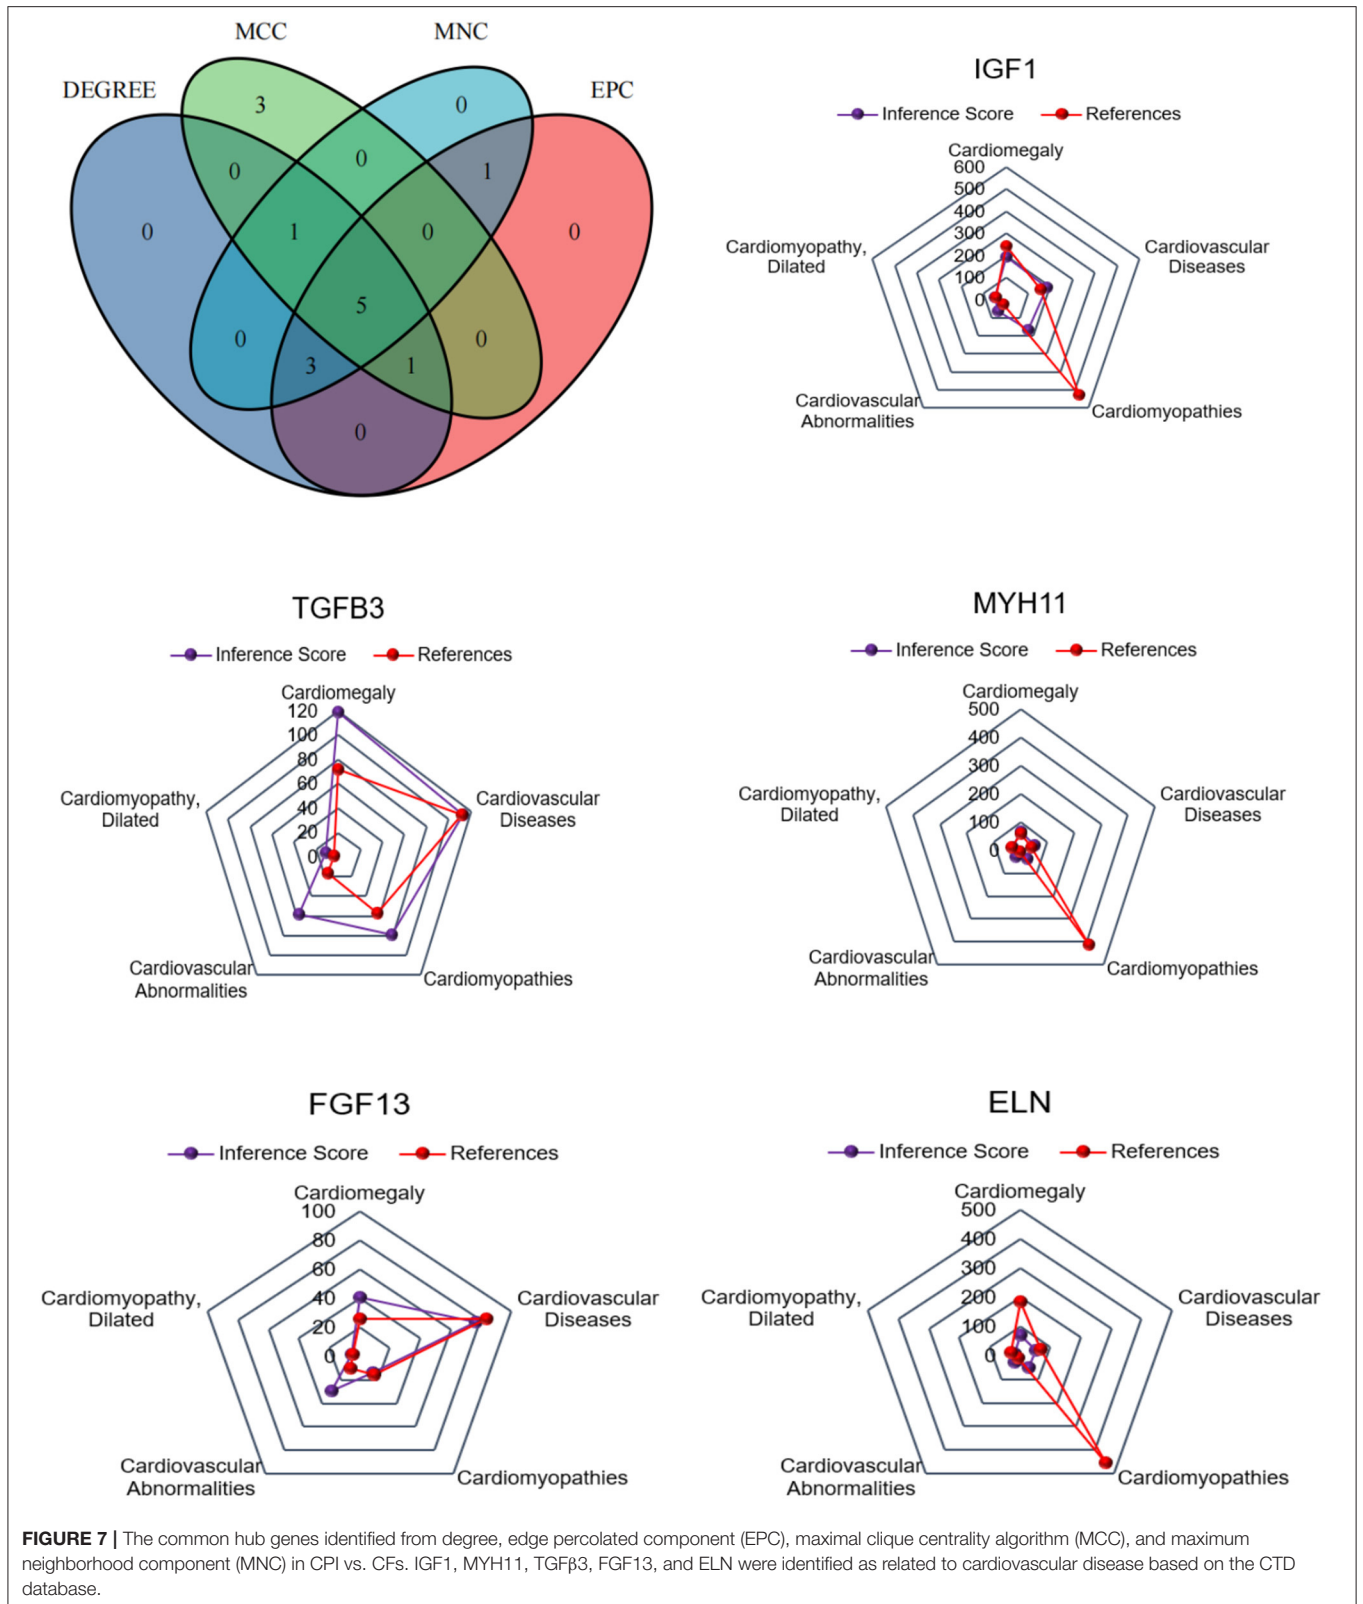 MCC
MNC
DEGREE
EPC
3
0
0
0
1
0
1
0
0
5
0
0
3
1
0
IGF1
Inference Score
References
Cardiomegaly
600
500
400
300
200
100
0
Cardiovascular
Diseases
Cardiomyopathies
Cardiovascular
Abnormalities
Cardiomyopathy,
Dilated
TGFB3
Inference Score
References
Cardiomegaly
120
100
80
60
40
20
0
Cardiovascular
Diseases
Cardiomyopathies
Cardiovascular
Abnormalities
Cardiomyopathy,
Dilated
MYH11
Inference Score
References
Cardiomegaly
500
400
300
200
100
0
Cardiovascular
Diseases
Cardiomyopathies
Cardiovascular
Abnormalities
Cardiomyopathy,
Dilated
FGF13
Inference Score
References
Cardiomegaly
100
80
60
40
20
0
Cardiovascular
Diseases
Cardiomyopathies
Cardiovascular
Abnormalities
Cardiomyopathy,
Dilated
ELN
Inference Score
References
Cardiomegaly
500
400
300
200
100
0
Cardiovascular
Diseases
Cardiomyopathies
Cardiovascular
Abnormalities
Cardiomyopathy,
Dilated
FIGURE 7 | The common hub genes identified from degree, edge percolated component (EPC), maximal clique centrality algorithm (MCC), and maximum
neighborhood component (MNC) in CPI vs. CFs. IGF1, MYH11, TGFβ3, FGF13, and ELN were identified as related to cardiovascular disease based on the CTD
database.